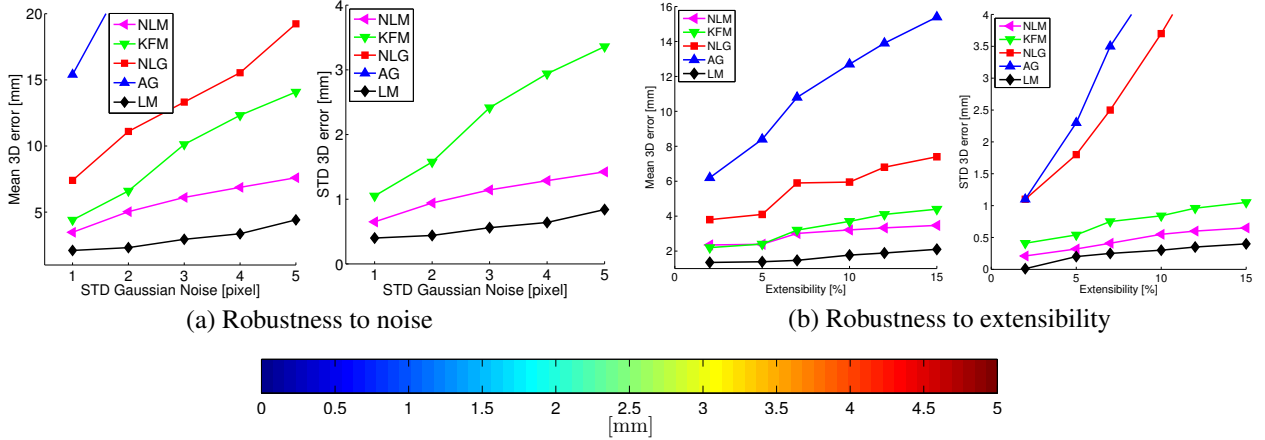 20
15
10
5
Mean 3D error [mm]
NLM
KFM
NLG
AG
LM
1 2 3 4 5
STD Gaussian Noise [pixel]
4
3
2
1
0
STD 3D error [mm]
NLM
KFM
NLG
AG
LM
1 2 3 4 5
STD Gaussian Noise [pixel]
(a) Robustness to noise
16
14
12
10
8
6
4
2
0
Mean 3D error [mm]
NLM
KFM
NLG
AG
LM
0 5 10 15
Extensibility [%]
4
3.5
3
2.5
2
1.5
1
0.5
0
STD 3D error [mm]
NLM
KFM
NLG
AG
LM
0 5 10 15
Extensibility [%]
(b) Robustness to extensibility
0 0.5 1 1.5 2 2.5 3 3.5 4 4.5 5
[mm]